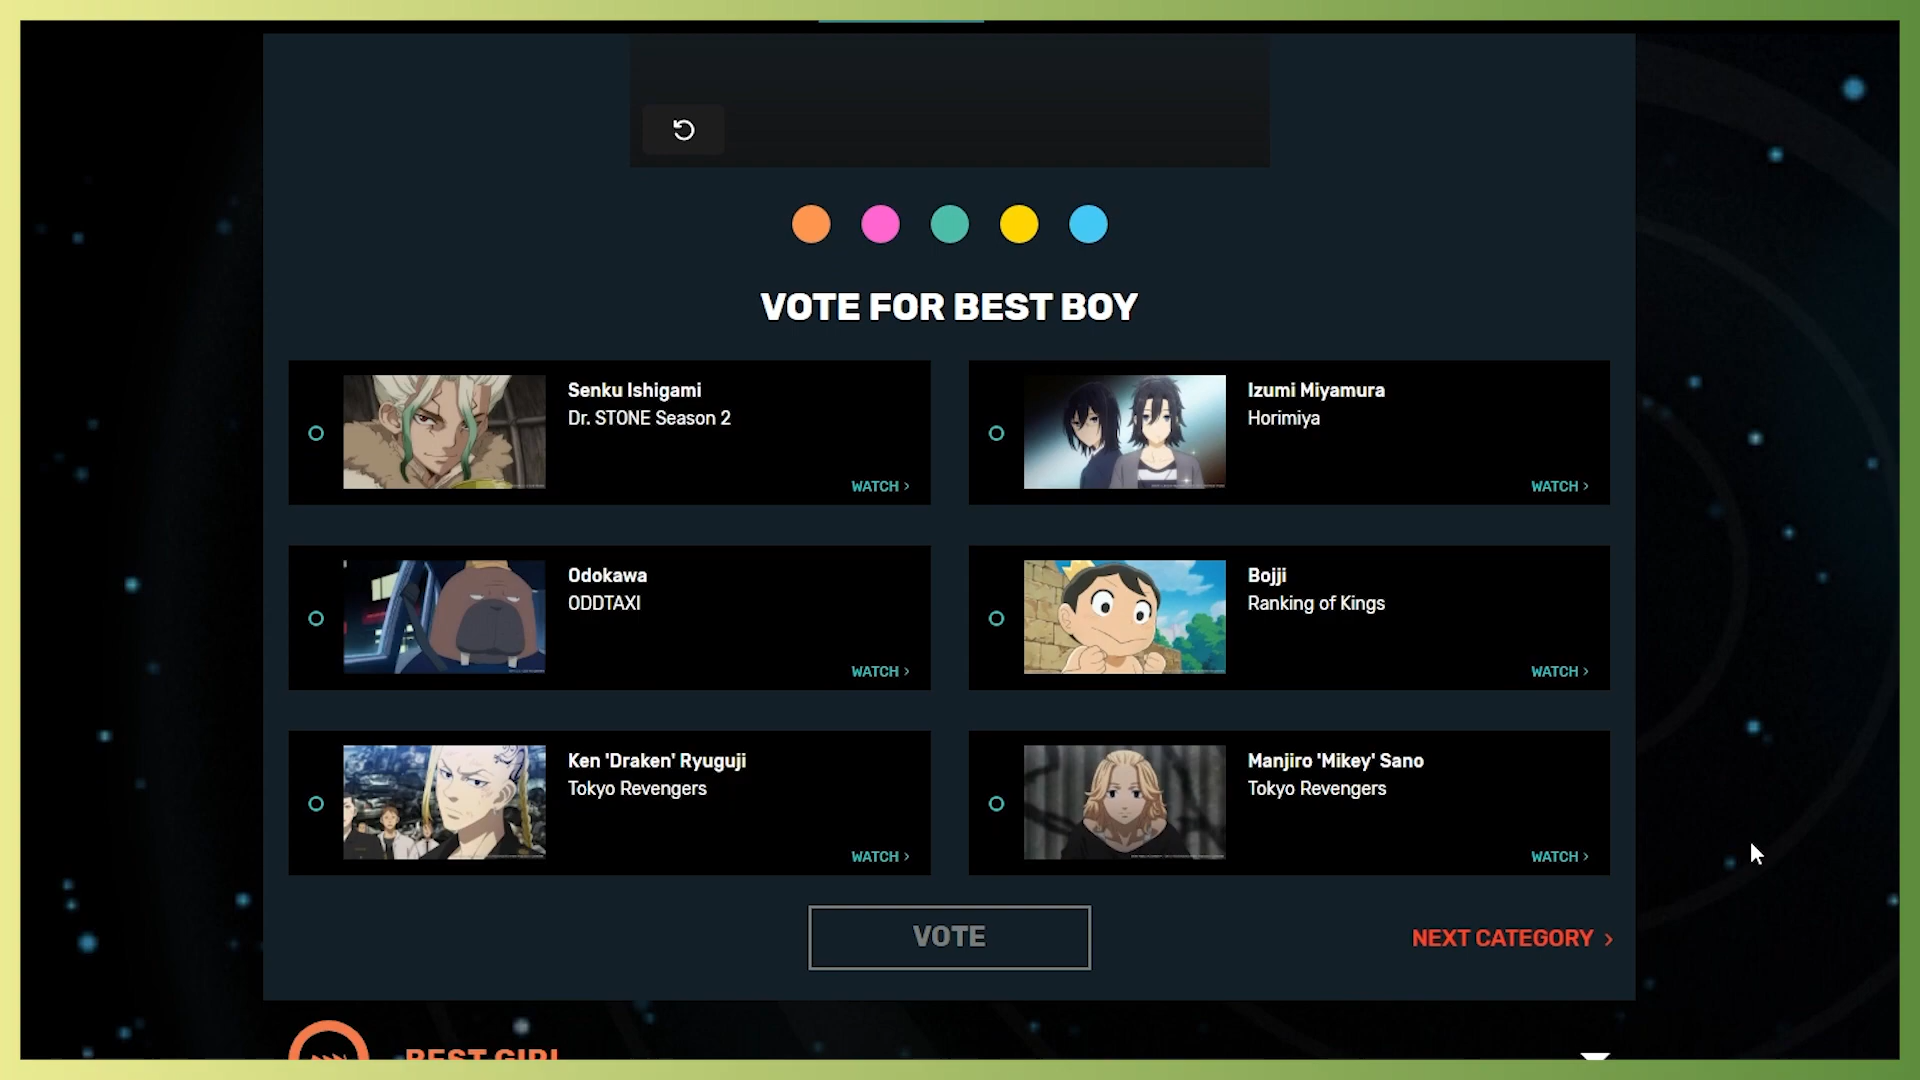 VOTE FOR BEST BOY
Senku Ishigami
Dr. STONE Season 2
WATCH >
Izumi Miyamura
Horimiya
WATCH >
Odokawa
ODDTAXI
WATCH >
Bojji
Ranking of Kings
WATCH >
Ken 'Draken' Ryuguji
Tokyo Revengers
WATCH >
Manjiro 'Mikey' Sano
Tokyo Revengers
WATCH >
VOTE
NEXT CATEGORY >
BEST GIRL